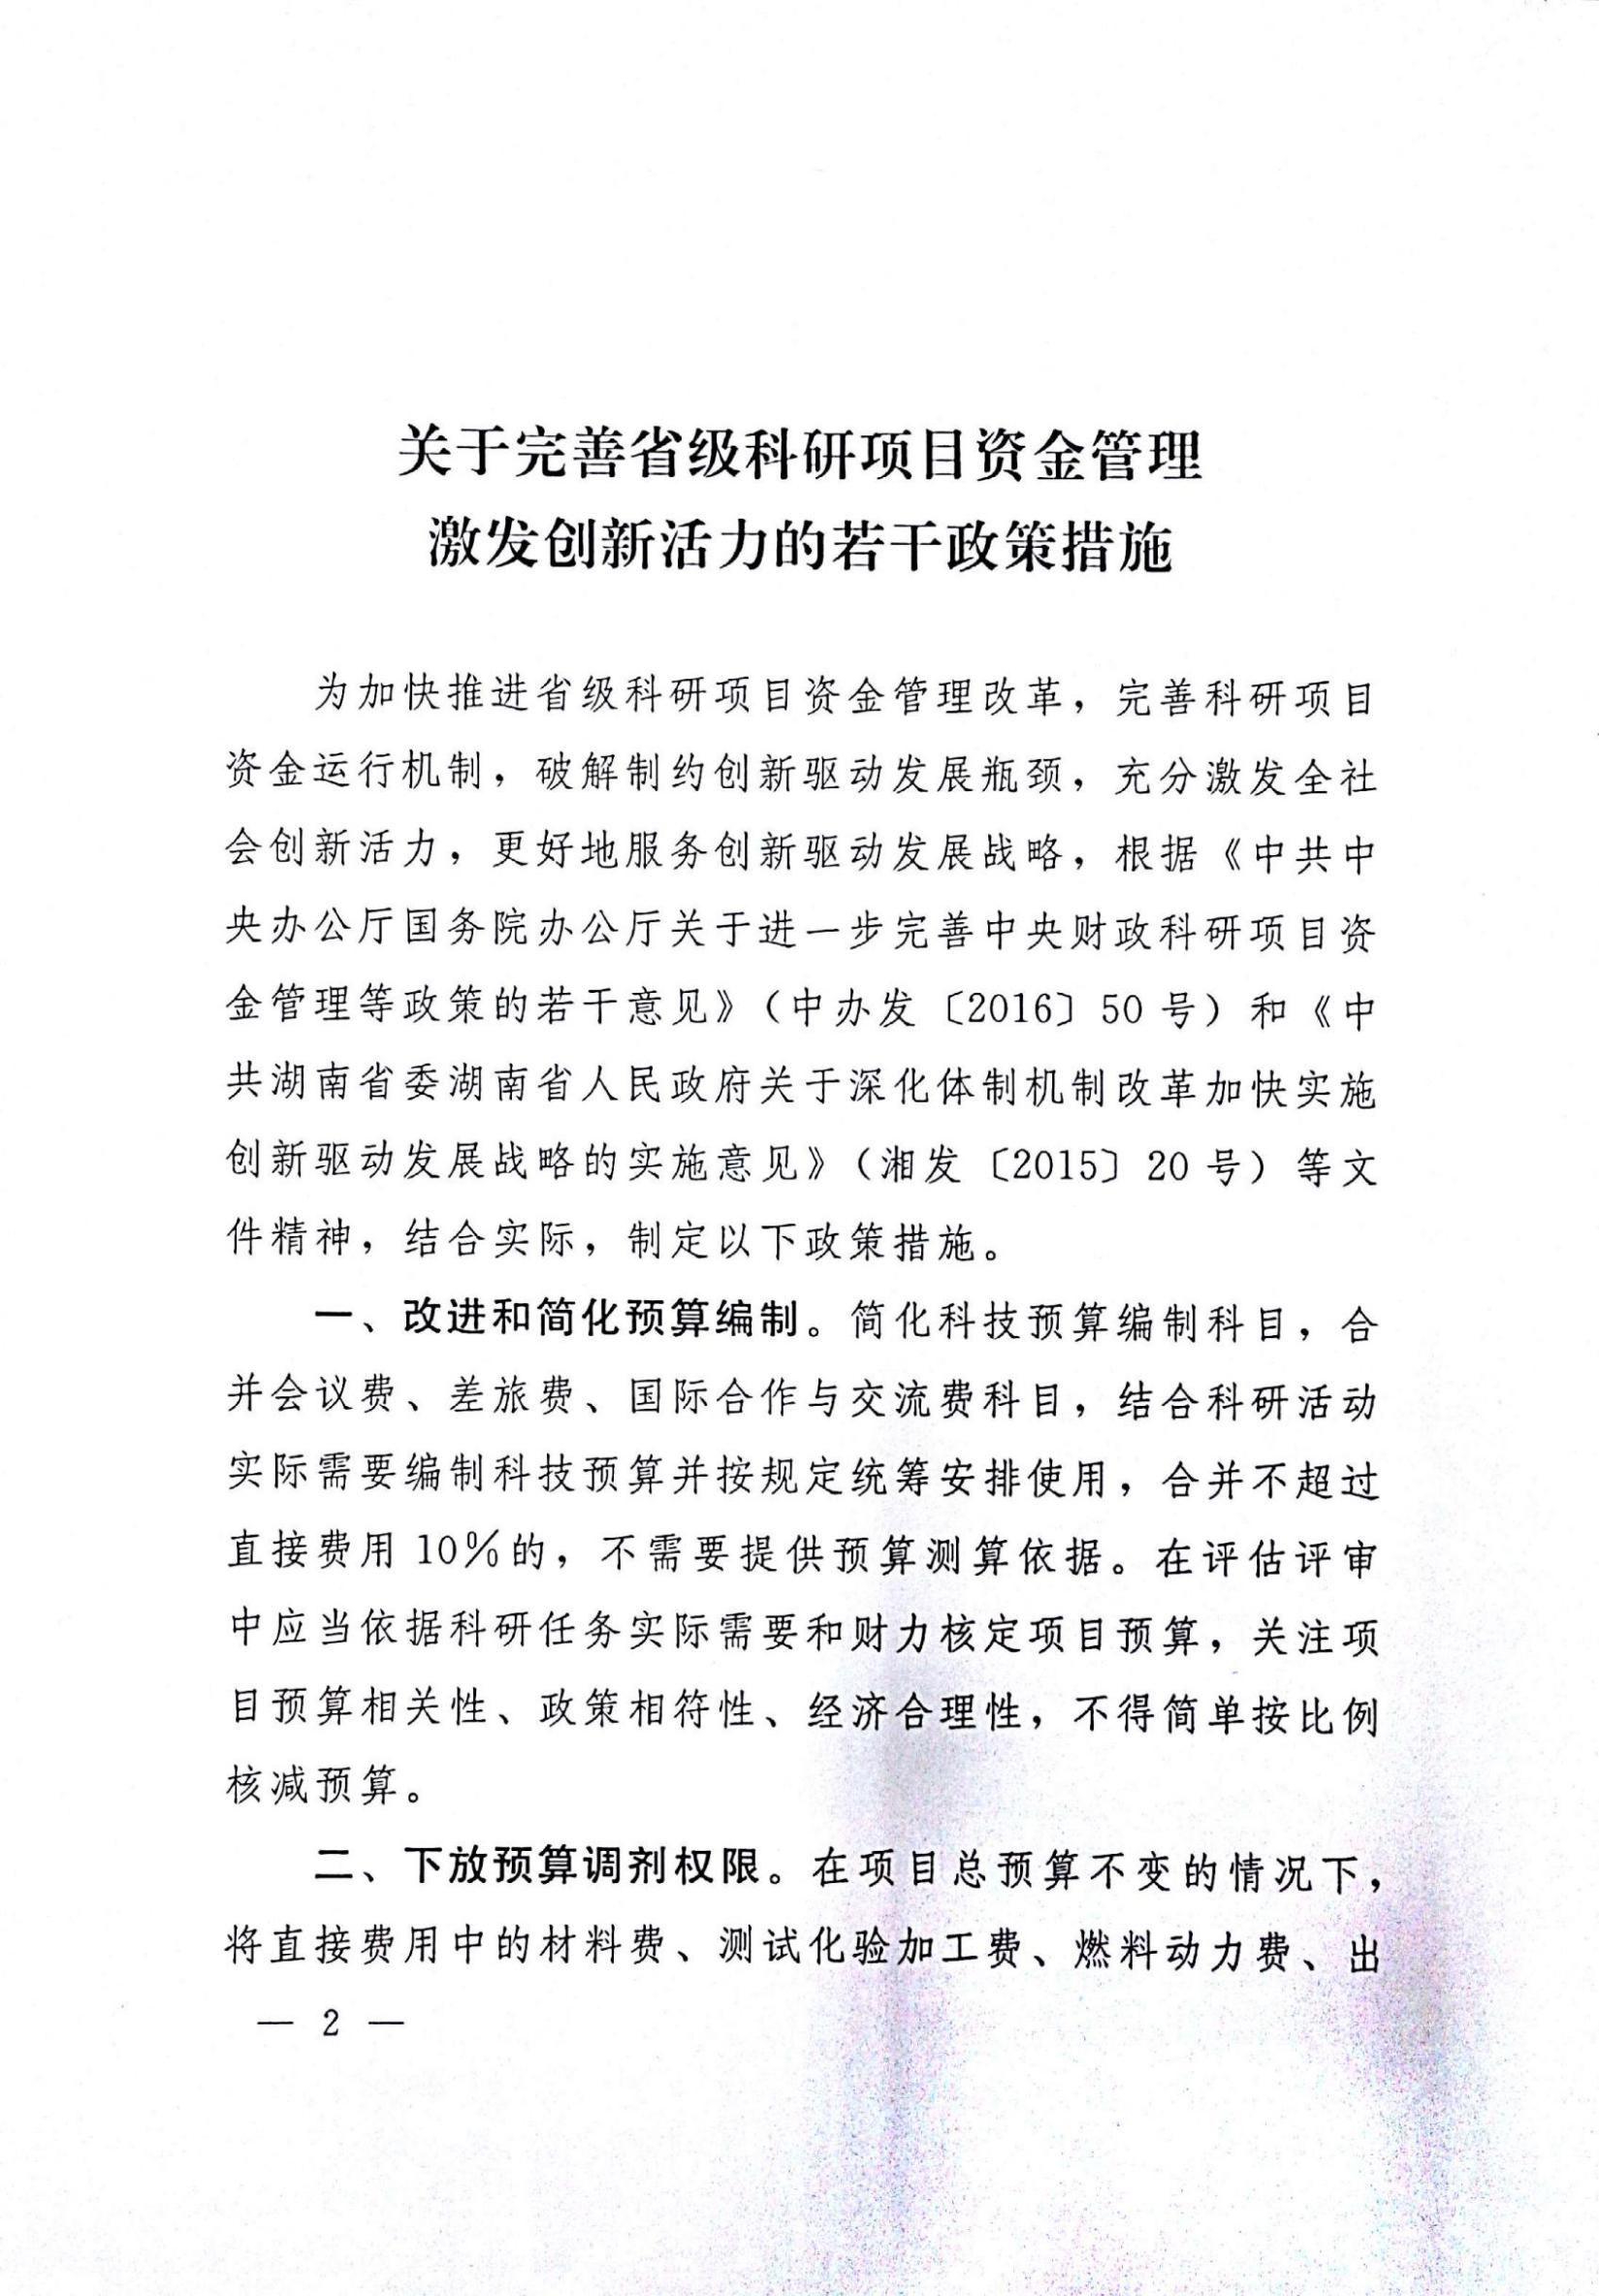 关于完善省级科研项目资金管理
激发创新活力的若干政策措施
为加快推进省级科研项目资金管理改革，完善科研项目
资金运行机制，破解制约创新驱动发展瓶颈，充分激发全社
会创新活力，更好地服务创新驱动发展战略，根据《中共中
央办公厅国务院办公厅关于进一步完善中央财政科研项目资
金管理等政策的若干意见》（中办发〔2016〕50号）和《中
共湖南省委湖南省人民政府关于深化体制机制改革加快实施
创新驱动发展战略的实施意见》（湘发〔2015〕20号）等文
件精神，结合实际，制定以下政策措施。
一、改进和简化预算编制。简化科技预算编制科目，合
并会议费、差旅费、国际合作与交流费科目，结合科研活动
实际需要编制科技预算并按规定统筹安排使用，合并不超过
直接费用10%的，不需要提供预算测算依据。在评估评审
中应当依据科研任务实际需要和财力核定项目预算，关注项
目预算相关性、政策相符性、经济合理性，不得简单按比例
核减预算。
二、下放预算调剂权限。在项目总预算不变的情况下，
将直接费用中的材料费、测试化验加工费、燃料动力费、出
— 2 —